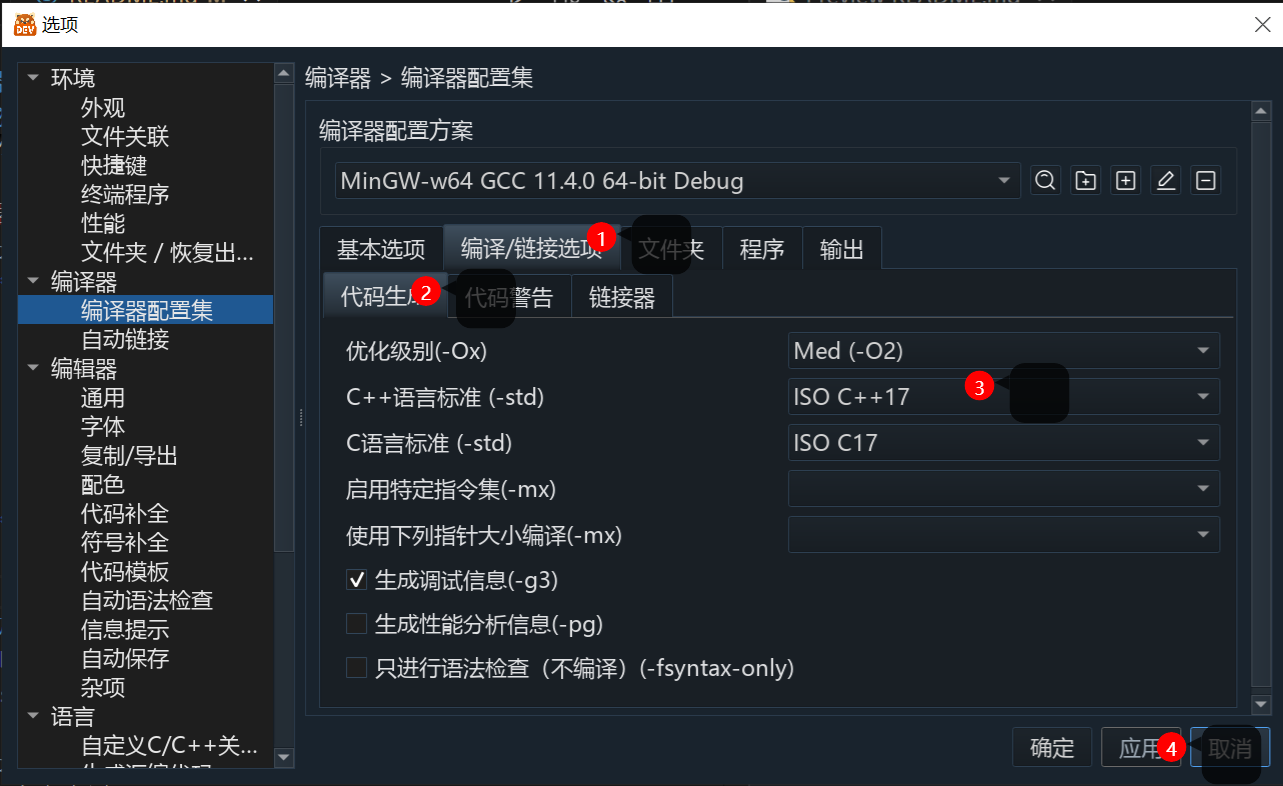 选项
环境
外观
文件关联
快捷键
终端程序
性能
文件夹 / 恢复出...
编译器
编译器配置集
自动链接
编辑器
通用
字体
复制/导出
配色
代码补全
符号补全
代码模板
自动语法检查
信息提示
自动保存
杂项
语言
自定义C/C++关...
编译器 > 编译器配置集
编译器配置方案
MinGW-w64 GCC 11.4.0 64-bit Debug
基本选项 编译/链接选项 1 文件夹 程序 输出
代码生成 2 代码警告 链接器
优化级别(-Ox) Med (-O2)
C++语言标准 (-std) ISO C++17 3
C语言标准 (-std) ISO C17
启用特定指令集(-mx)
使用下列指针大小编译(-mx)
生成调试信息(-g3)
生成性能分析信息(-pg)
只进行语法检查（不编译）(-fsyntax-only)
确定 应用 4 取消